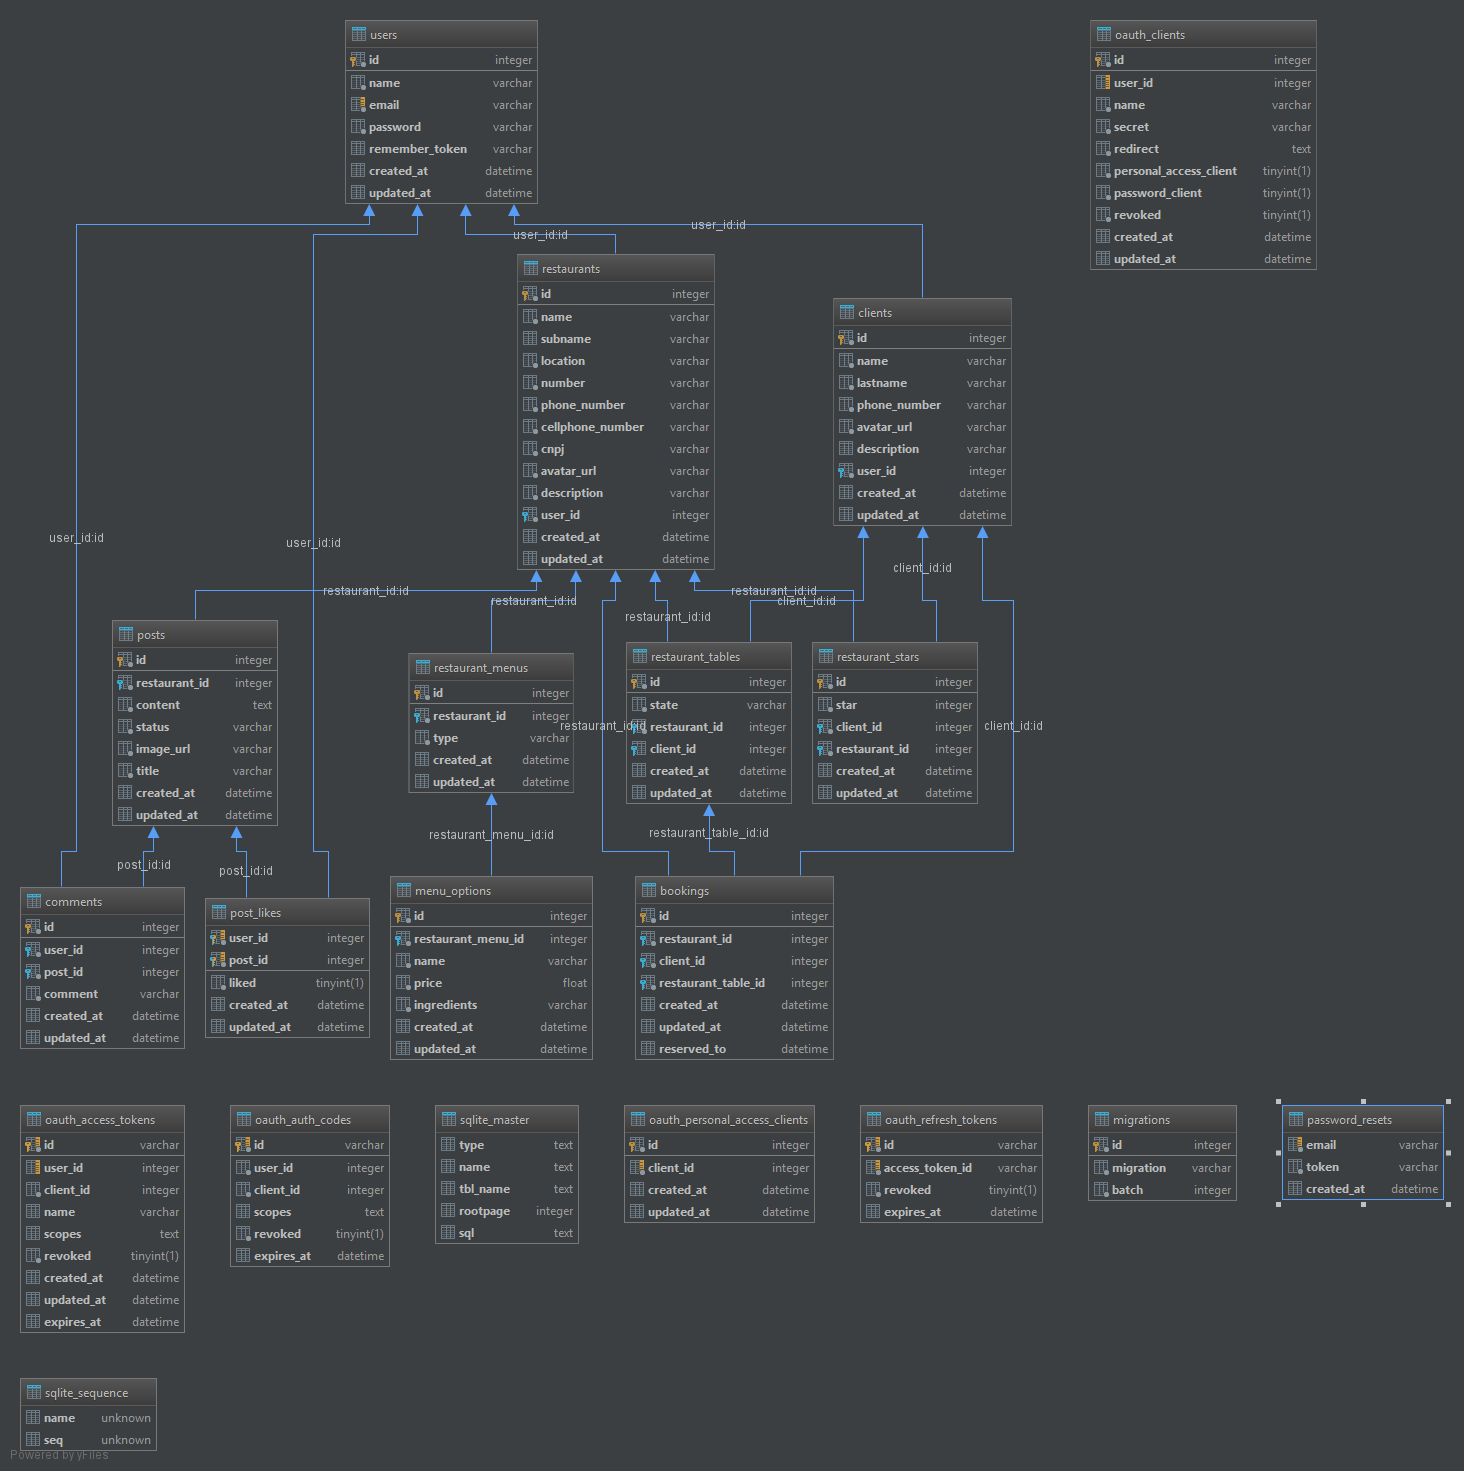 users
id integer
name varchar
email varchar
password varchar
remember_token varchar
created_at datetime
updated_at datetime
oauth_clients
id integer
user_id integer
name varchar
secret varchar
redirect text
personal_access_client tinyint(1)
password_client tinyint(1)
revoked tinyint(1)
created_at datetime
updated_at datetime
user_id:id
user_id:id
restaurants
id integer
name varchar
subname varchar
location varchar
number varchar
phone_number varchar
cellphone_number varchar
cnpj varchar
avatar_url varchar
description varchar
user_id integer
created_at datetime
updated_at datetime
clients
id integer
name varchar
lastname varchar
phone_number varchar
avatar_url varchar
description varchar
user_id integer
created_at datetime
updated_at datetime
user_id:id
user_id:id
client_id:id
restaurant_id:id
restaurant_id:id
restaurant_id:id
client_id:id
restaurant_id:id
posts
id integer
restaurant_id integer
content text
status varchar
image_url varchar
title varchar
created_at datetime
updated_at datetime
restaurant_menus
id integer
restaurant_id integer
type varchar
created_at datetime
updated_at datetime
restaurant_id:id
restaurant_tables
id integer
state varchar
restaurant_id integer
client_id integer
created_at datetime
updated_at datetime
restaurant_stars
id integer
star integer
client_id integer
restaurant_id integer
created_at datetime
updated_at datetime
client_id:id
restaurant_menu_id:id
restaurant_table_id:id
post_id:id
post_id:id
comments
id integer
user_id integer
post_id integer
comment varchar
created_at datetime
updated_at datetime
post_likes
user_id integer
post_id integer
liked tinyint(1)
created_at datetime
updated_at datetime
menu_options
id integer
restaurant_menu_id integer
name varchar
price float
ingredients varchar
created_at datetime
updated_at datetime
bookings
id integer
restaurant_id integer
client_id integer
restaurant_table_id integer
created_at datetime
updated_at datetime
reserved_to datetime
oauth_access_tokens
id varchar
user_id integer
client_id integer
name varchar
scopes text
revoked tinyint(1)
created_at datetime
updated_at datetime
expires_at datetime
oauth_auth_codes
id varchar
user_id integer
client_id integer
scopes text
revoked tinyint(1)
expires_at datetime
sqlite_master
type text
name text
tbl_name text
rootpage integer
sql text
oauth_personal_access_clients
id integer
client_id integer
created_at datetime
updated_at datetime
oauth_refresh_tokens
id varchar
access_token_id varchar
revoked tinyint(1)
expires_at datetime
migrations
id integer
migration varchar
batch integer
password_resets
email varchar
token varchar
created_at datetime
sqlite_sequence
name unknown
seq unknown
Powered by yFiles